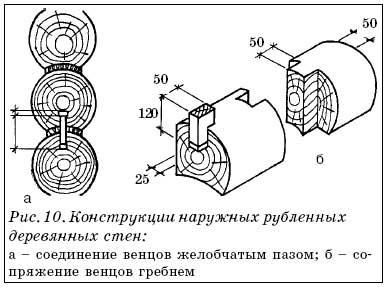 50
50
50
120
25
а
б
Рис. 10. Конструкции наружных рубленных
деревянных стен:
а – соединение венцов желобчатым пазом; б – со-
пряжение венцов гребнем